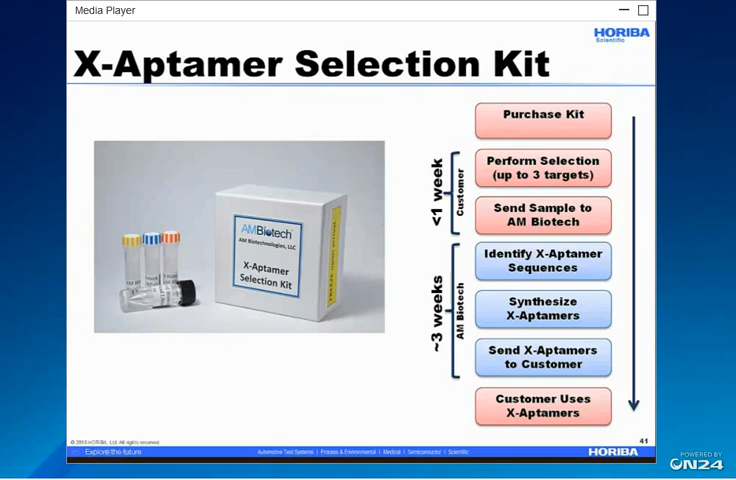 Media Player
HORIBA
Scientific
X-Aptamer Selection Kit
Purchase Kit
Perform Selection
(up to 3 targets)
Send Sample to
AM Biotech
Identify X-Aptamer
Sequences
Synthesize
X-Aptamers
Send X-Aptamers
to Customer
Customer Uses
X-Aptamers
<1 week
Customer
~3 weeks
AM Biotech
AMBiotech
AM Biotechnologies, LLC
X-Aptamer
Selection Kit
41
Explore the future
Automotive Test Systems | Process & Environmental | Medical | Semiconductor | Scientific
HORIBA
POWERED BY
ON24